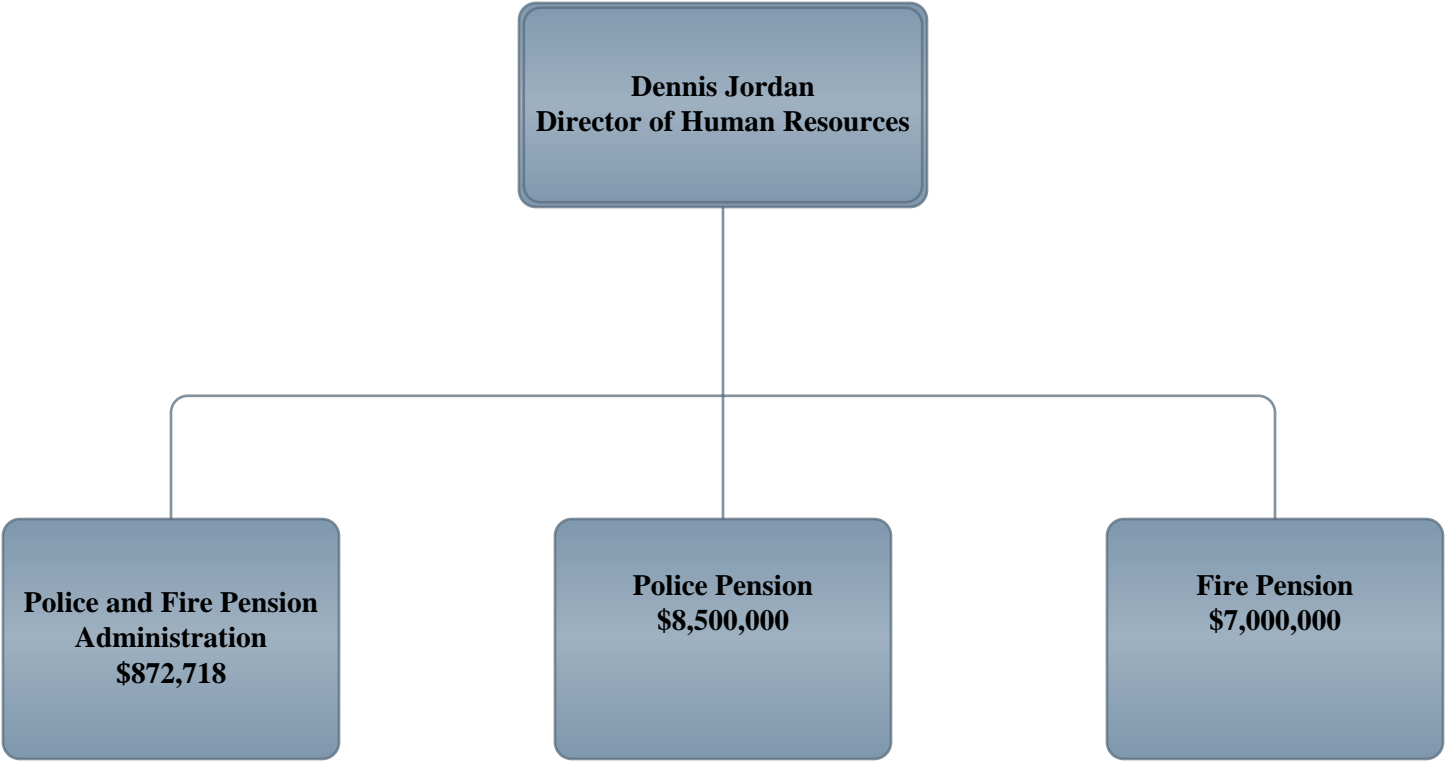 Dennis Jordan
Director of Human Resources
Police and Fire Pension
Administration
$872,718
Police Pension
$8,500,000
Fire Pension
$7,000,000